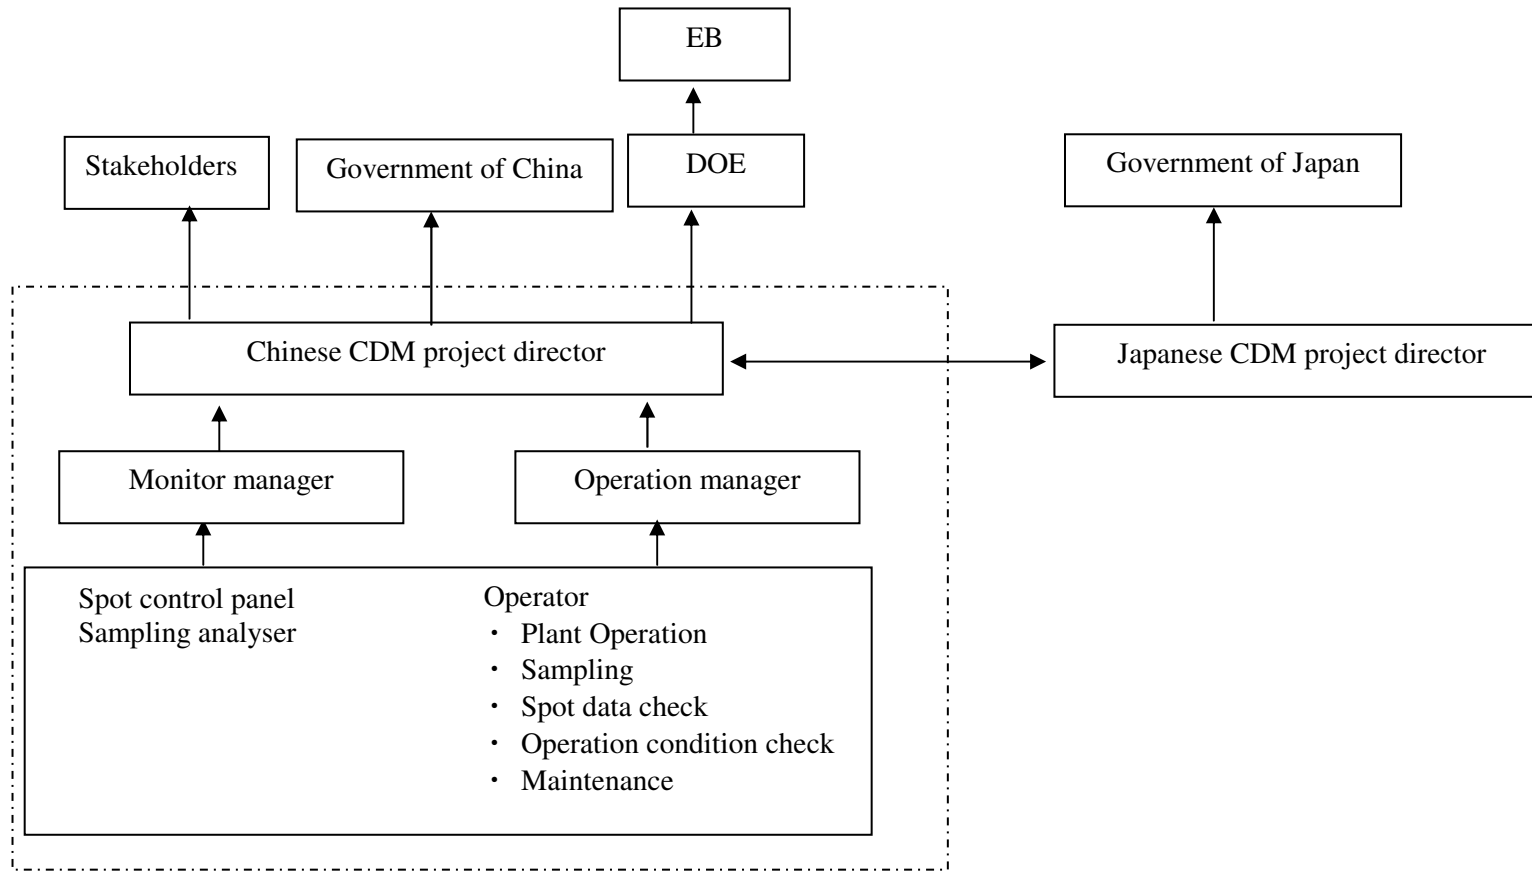 EB
Stakeholders
Government of China
DOE
Government of Japan
Chinese CDM project director
Japanese CDM project director
Monitor manager
Operation manager
Spot control panel
Sampling analyser
Operator
・ Plant Operation
・ Sampling
・ Spot data check
・ Operation condition check
・ Maintenance